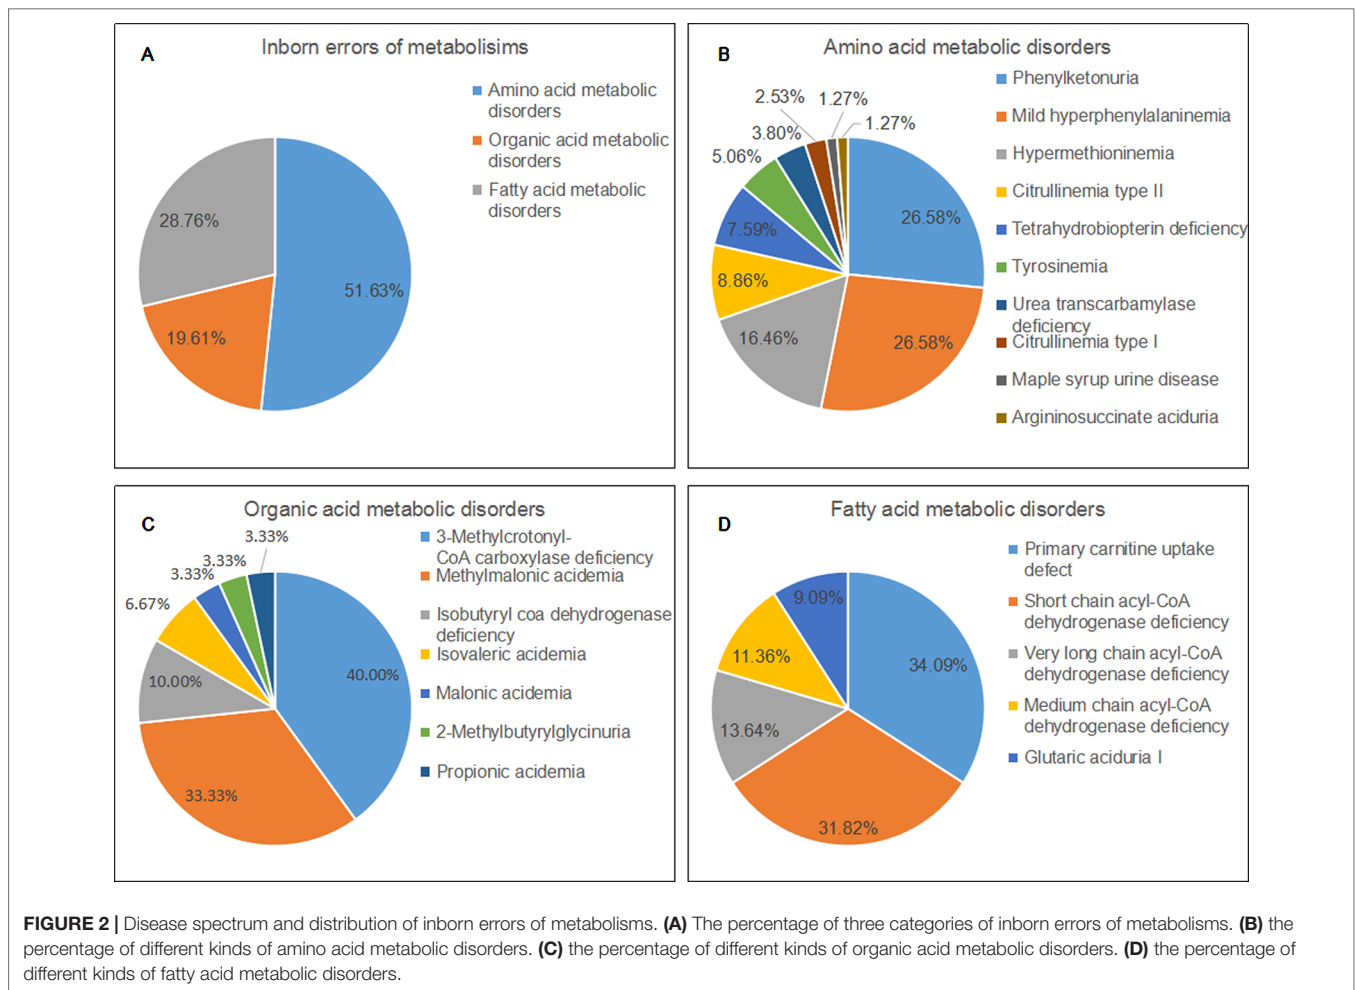 A
Inborn errors of metabolisims
Amino acid metabolic
disorders
Organic acid metabolic
disorders
Fatty acid metabolic
disorders
28.76%
51.63%
19.61%
B
Amino acid metabolic disorders
Phenylketonuria
Mild hyperphenylalaninemia
Hypermethioninemia
Citrullinemia type II
Tetrahydrobiopterin deficiency
Tyrosinemia
Urea transcarbamylase
deficiency
Citrullinemia type I
Maple syrup urine disease
Argininosuccinate aciduria
2.53%
1.27%
1.27%
3.80%
5.06%
26.58%
7.59%
8.86%
16.46%
26.58%
C
Organic acid metabolic disorders
3-Methylcrotonyl-
CoA carboxylase deficiency
Methylmalonic acidemia
Isobutyryl coa dehydrogenase
deficiency
Isovaleric acidemia
Malonic acidemia
2-Methylbutyrylglycinuria
Propionic acidemia
3.33%
3.33%
3.33%
6.67%
10.00%
40.00%
33.33%
D
Fatty acid metabolic disorders
Primary carnitine uptake
defect
Short chain acyl-CoA
dehydrogenase deficiency
Very long chain acyl-CoA
dehydrogenase deficiency
Medium chain acyl-CoA
dehydrogenase deficiency
Glutaric aciduria I
9.09%
11.36%
34.09%
13.64%
31.82%
FIGURE 2 | Disease spectrum and distribution of inborn errors of metabolisms. (A) The percentage of three categories of inborn errors of metabolisms. (B) the
percentage of different kinds of amino acid metabolic disorders. (C) the percentage of different kinds of organic acid metabolic disorders. (D) the percentage of
different kinds of fatty acid metabolic disorders.